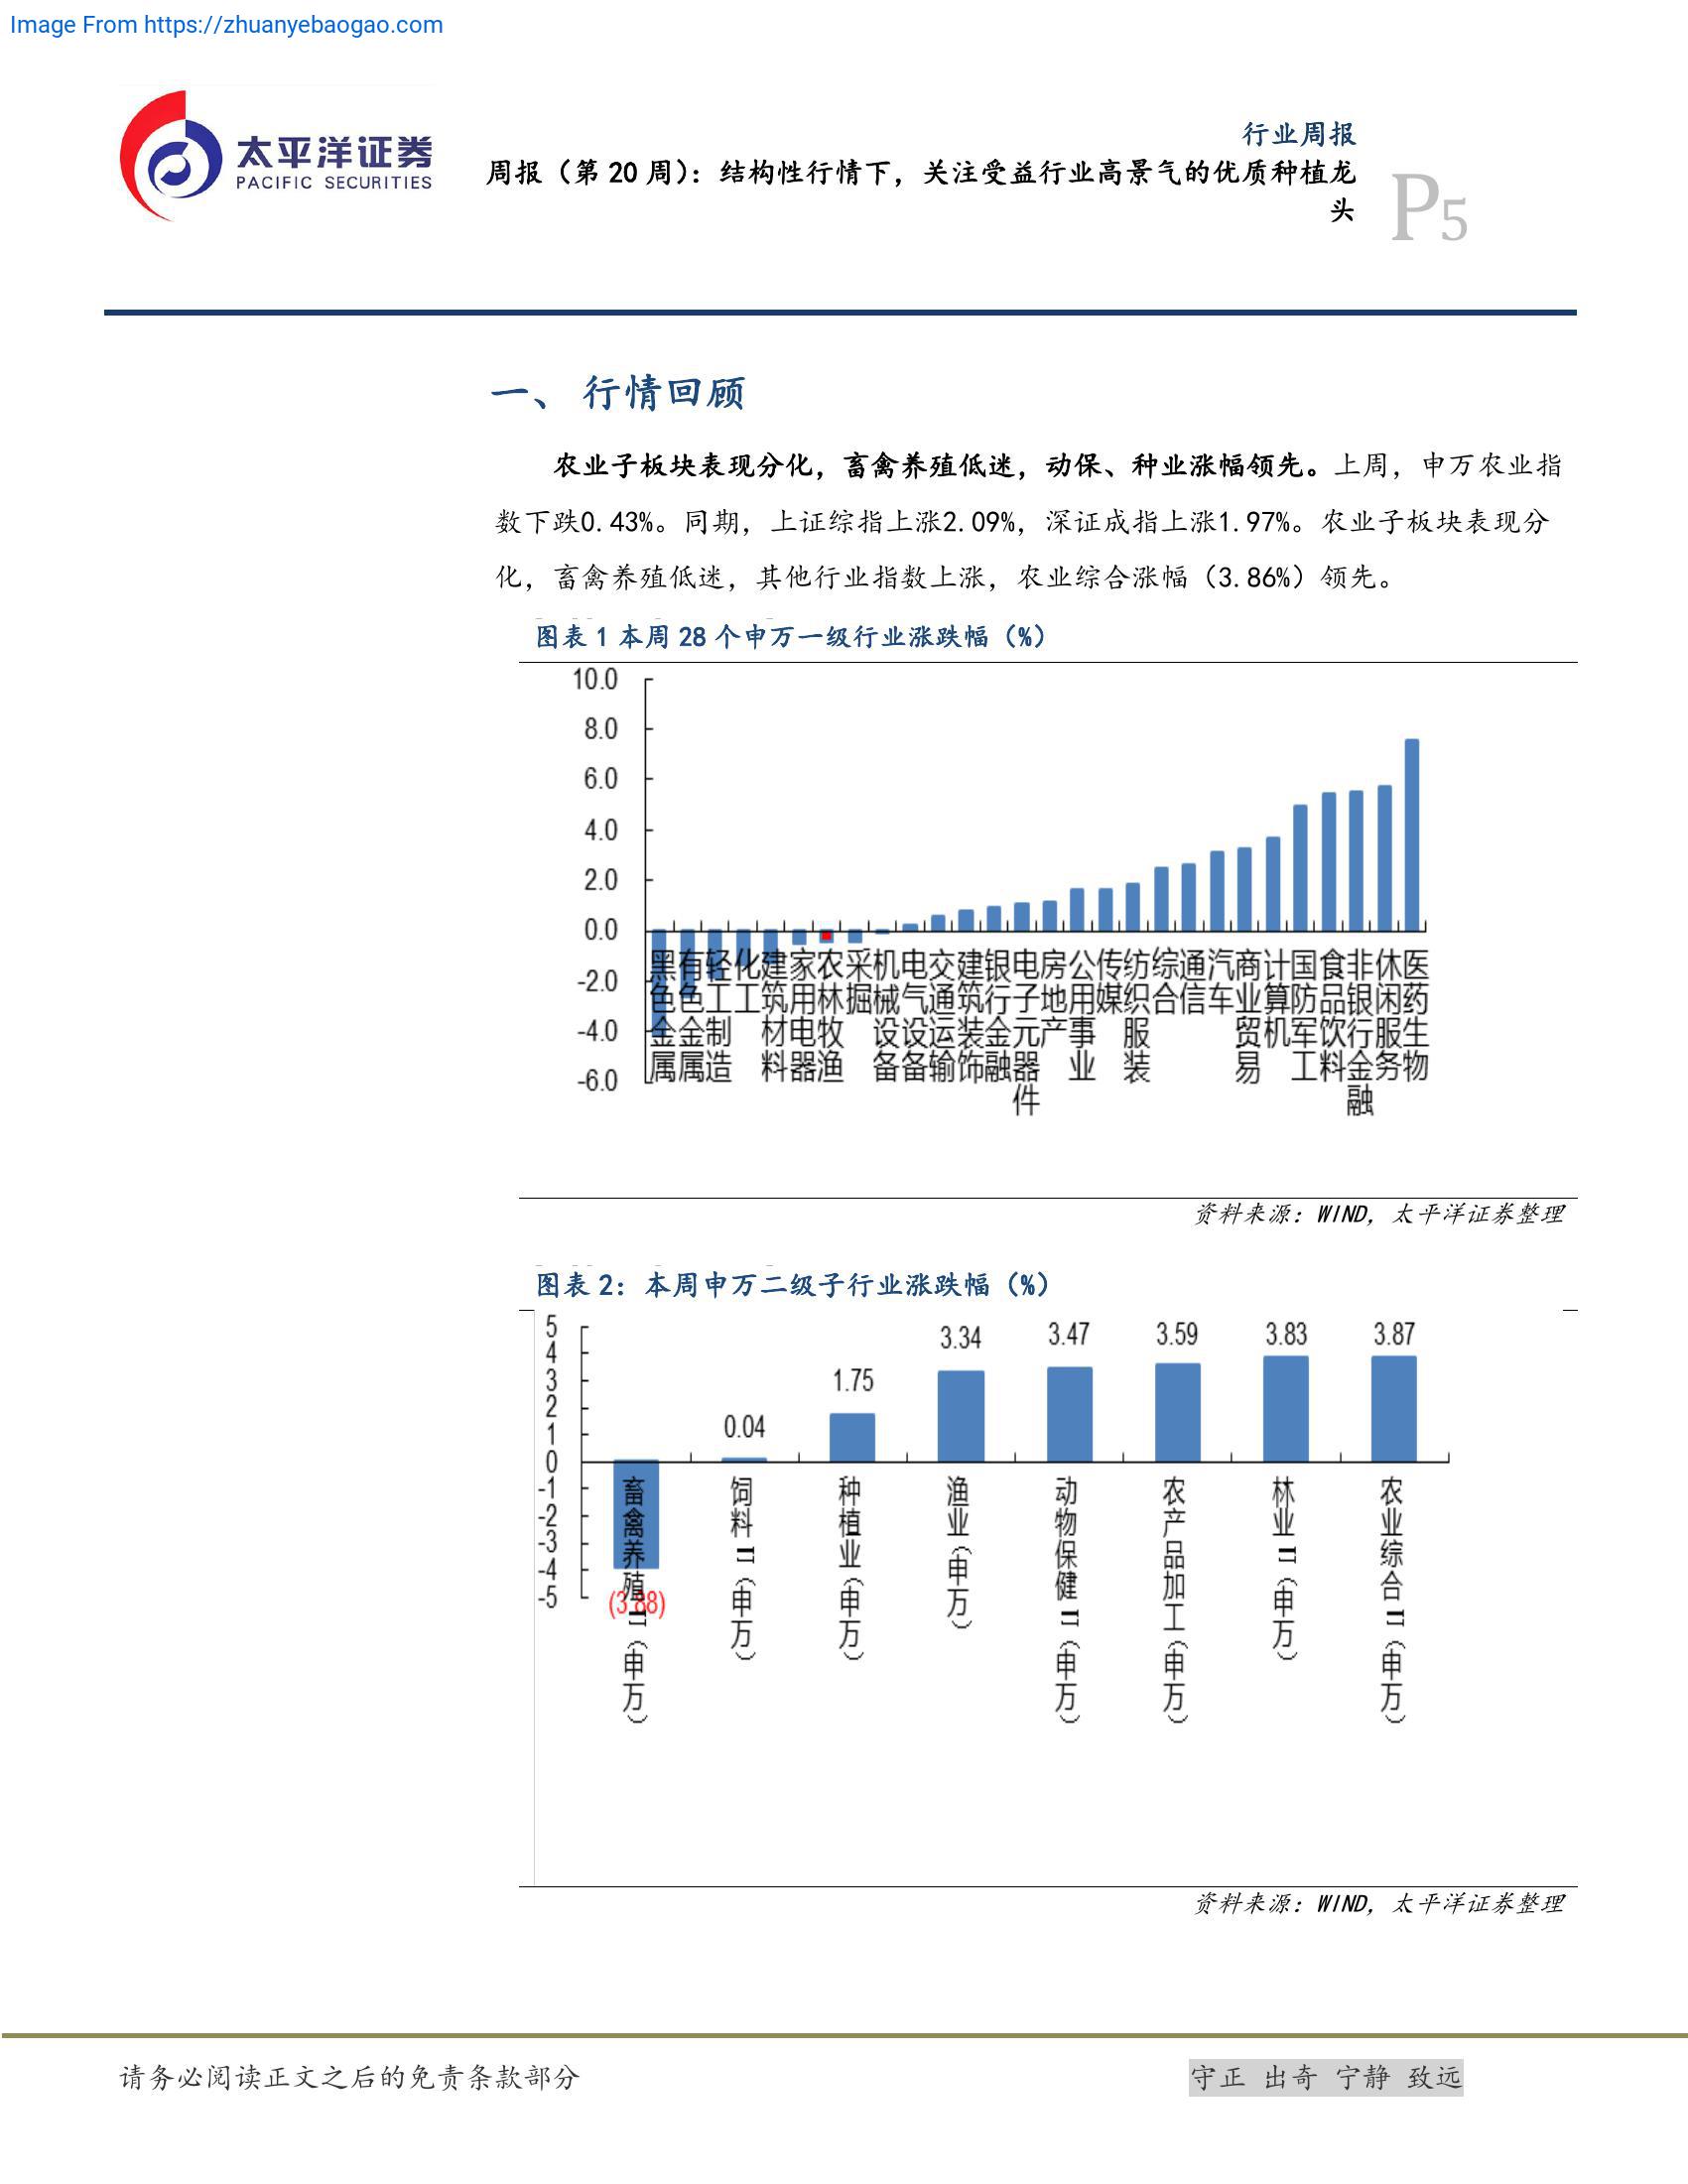 Image From https://zhuanyebaogao.com
太平洋证券
PACIFIC SECURITIES
行业周报
周报（第 20 周）：结构性行情下，关注受益行业高景气的优质种植龙
头
P5
一、 行情回顾
农业子板块表现分化，畜禽养殖低迷，动保、种业涨幅领先。上周，申万农业指
数下跌0.43%。同期，上证综指上涨2.09%，深证成指上涨1.97%。农业子板块表现分
化，畜禽养殖低迷，其他行业指数上涨，农业综合涨幅（3.86%）领先。
图表 1 本周 28 个申万一级行业涨跌幅（%）
10.0
8.0
6.0
4.0
2.0
0.0
-2.0
-4.0
-6.0
黑色金属
有色金属
轻工制造
化工
建筑材料
家用电器
农林牧渔
采掘
机械设备
电气设备
交通运输
建筑装饰
银行金融
电子元器件
房地产
公用事业
传媒
纺织服装
综合
通信
汽车
商业贸易
计算机
国防军工
食品饮料
非银行金融
休闲服务
医药生物
资料来源：WIND，太平洋证券整理
图表 2：本周申万二级子行业涨跌幅（%）
5
4
3
2
1
0
-1
-2
-3
-4
-5
(3.88)
0.04
1.75
3.34
3.47
3.59
3.83
3.87
畜禽养殖II（申万）
饲料II（申万）
种植业（申万）
渔业（申万）
动物保健II（申万）
农产品加工（申万）
林业II（申万）
农业综合II（申万）
资料来源：WIND，太平洋证券整理
请务必阅读正文之后的免责条款部分
守正 出奇 宁静 致远